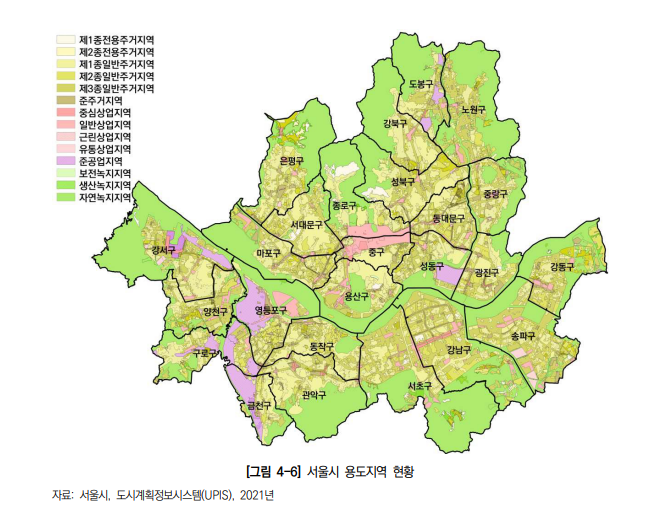 제1종전용주거지역
제2종전용주거지역
제1종일반주거지역
제2종일반주거지역
제3종일반주거지역
준주거지역
중심상업지역
일반상업지역
근린상업지역
유통상업지역
준공업지역
보전녹지지역
생산녹지지역
자연녹지지역
도봉구
노원구
강북구
은평구
성북구
중랑구
종로구
동대문구
서대문구
강서구
마포구
중구
성동구
광진구
강동구
용산구
양천구
영등포구
송파구
동작구
강남구
구로구
서초구
관악구
금천구
[그림 4-6] 서울시 용도지역 현황
자료: 서울시, 도시계획정보시스템(UPIS), 2021년